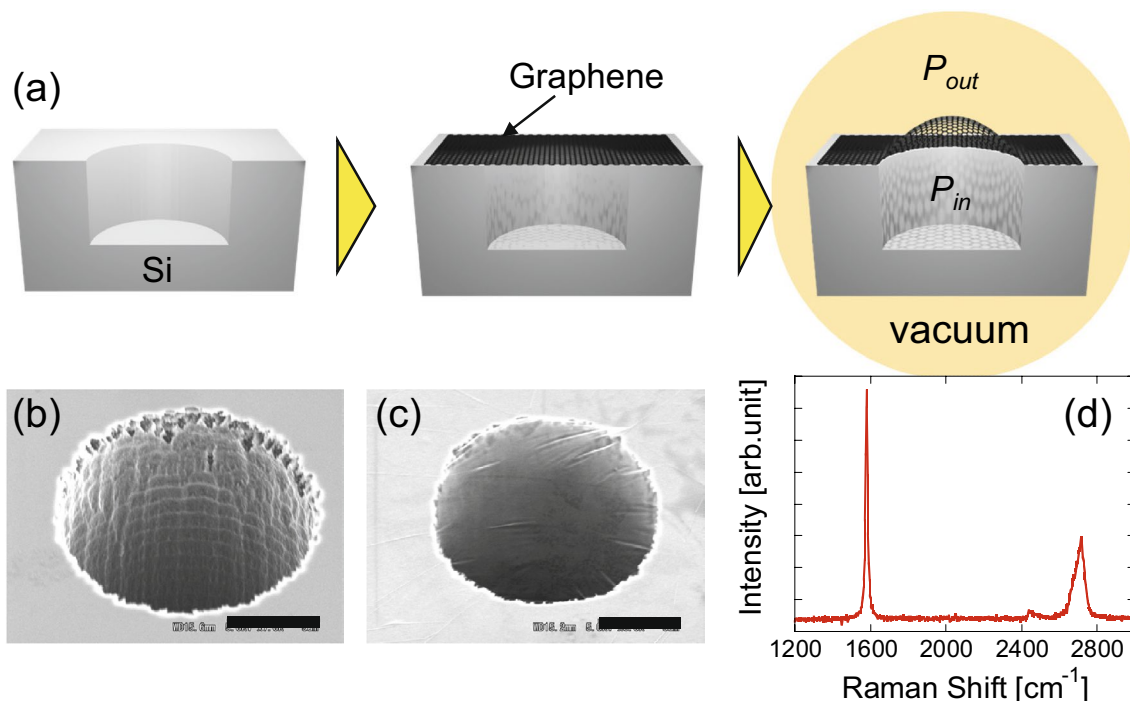 (a)
Graphene
P_out
P_in
Si
vacuum
(b)
(c)
(d)
Intensity [arb.unit]
1200 1600 2000 2400 2800
Raman Shift [cm⁻¹]